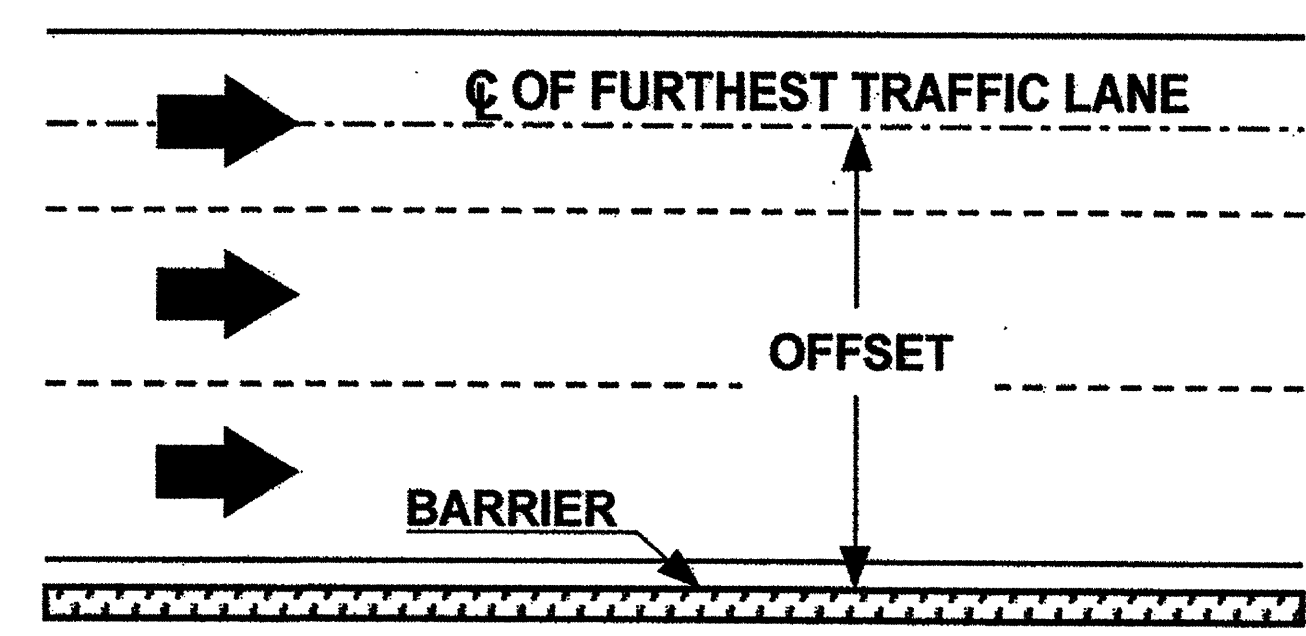 ℄ OF FURTHEST TRAFFIC LANE
OFFSET
BARRIER